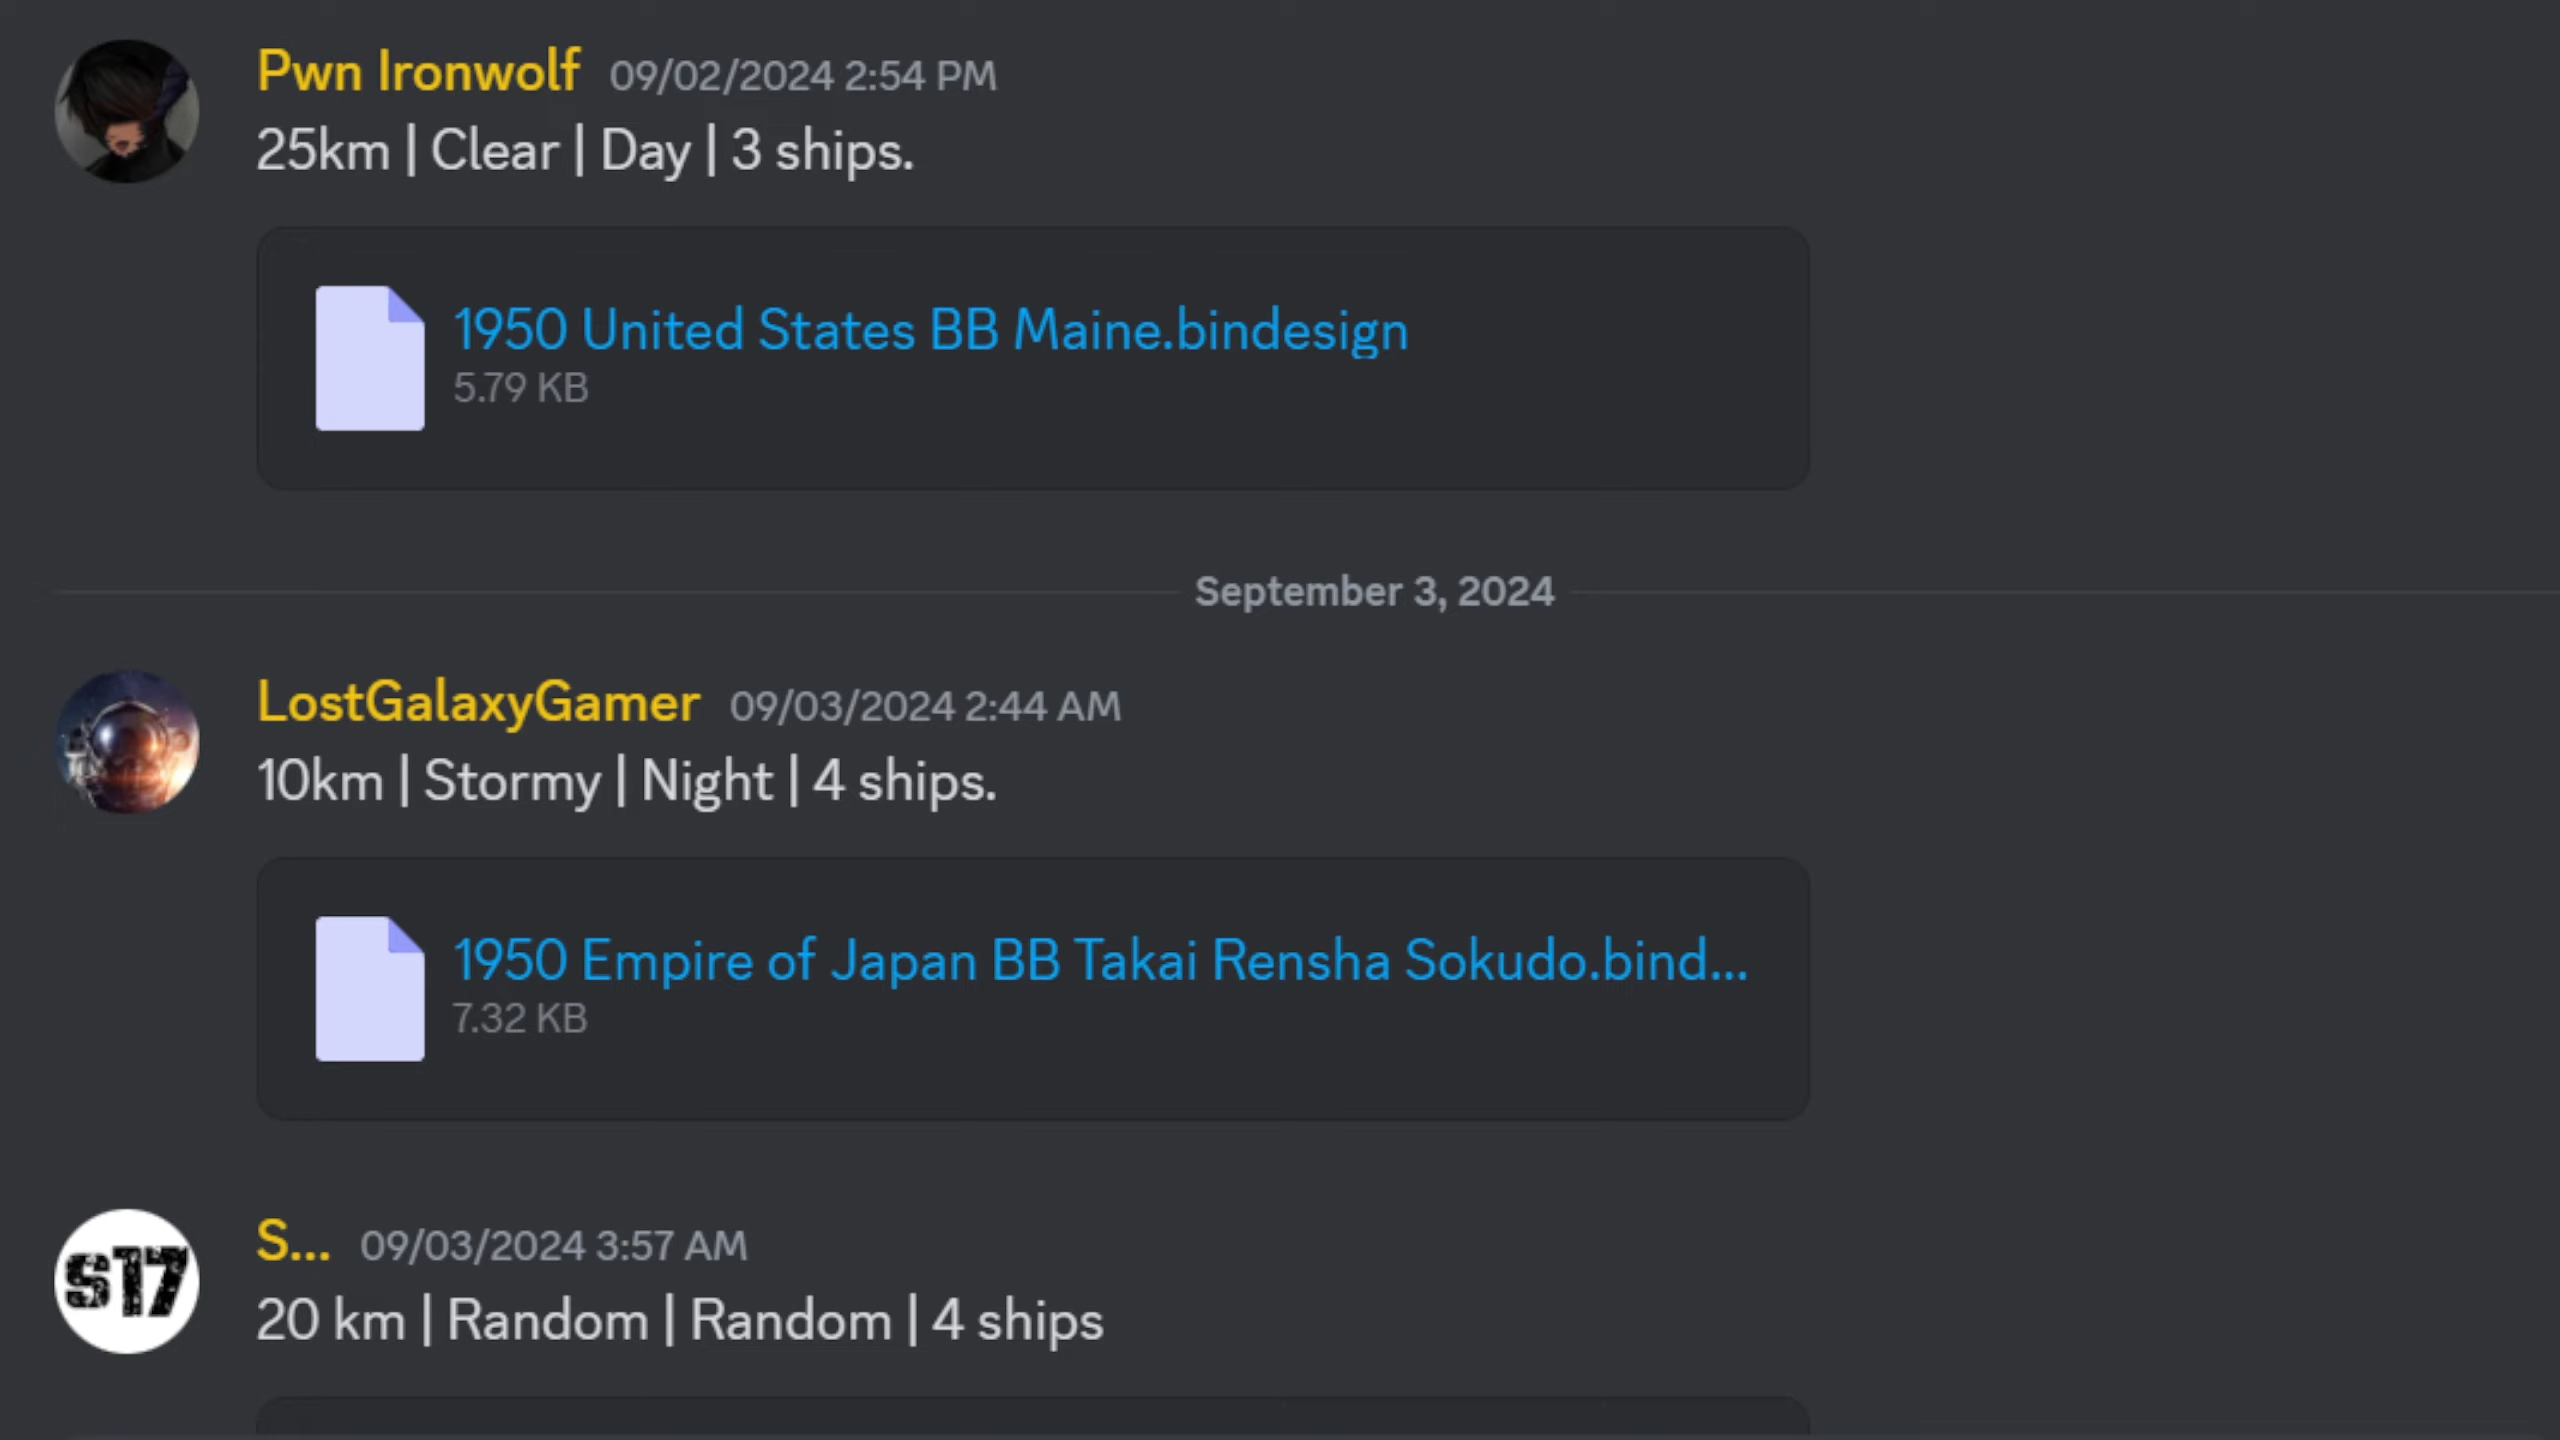 Pwn Ironwolf 09/02/2024 2:54 PM
25km | Clear | Day | 3 ships.
1950 United States BB Maine.bindesign
5.79 KB
September 3, 2024
LostGalaxyGamer 09/03/2024 2:44 AM
10km | Stormy | Night | 4 ships.
1950 Empire of Japan BB Takai Rensha Sokudo.bind...
7.32 KB
S... 09/03/2024 3:57 AM
S17
20 km | Random | Random | 4 ships